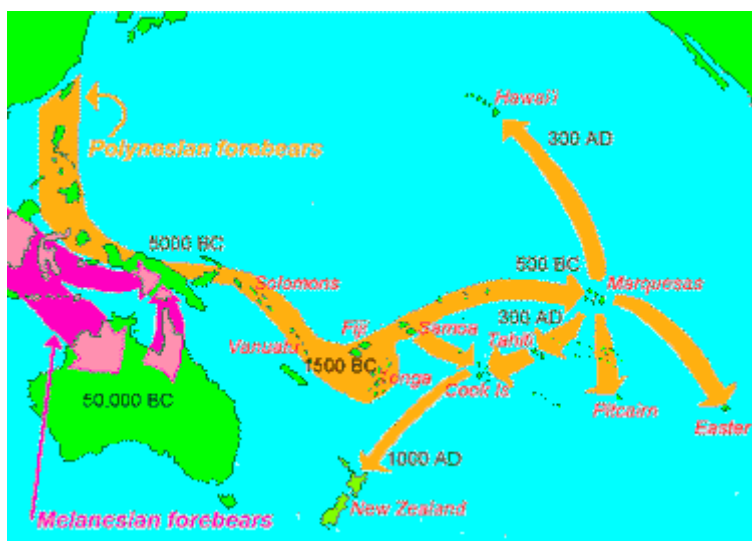 Hawaii
300 AD
Polynesian forebears
5000 BC
Solomons
500 BC
Marquesas
300 AD
Fiji
Samoa
Tahiti
Vanuatu
1500 BC
Tonga
Cook Is
50.000 BC
Pitcairn
Easter
1000 AD
New Zealand
Melanesian forebears